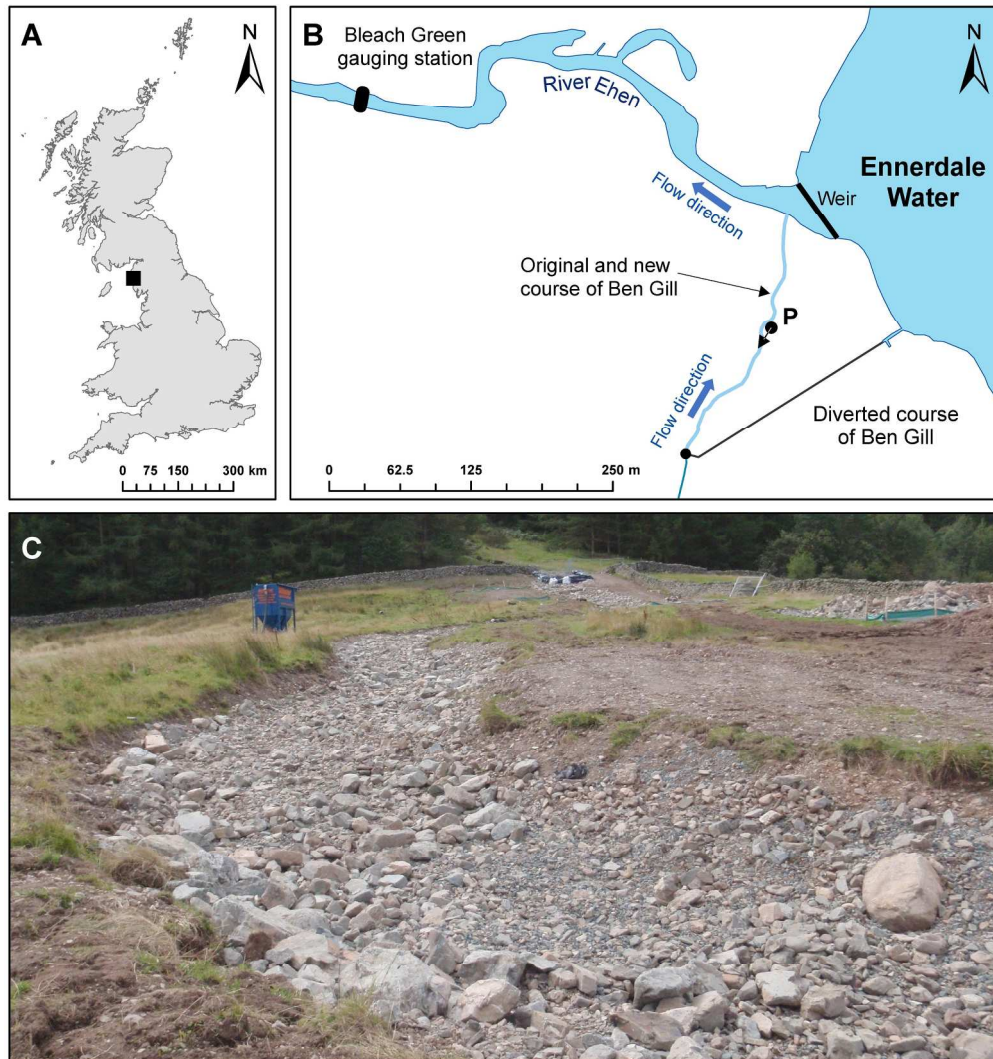 A
N
0 75 150 300 km
B
Bleach Green
gauging station
River Ehen
N
Ennerdale
Water
Weir
Flow direction
Original and new
course of Ben Gill
P
Flow direction
Diverted course
of Ben Gill
0 62.5 125 250 m
C